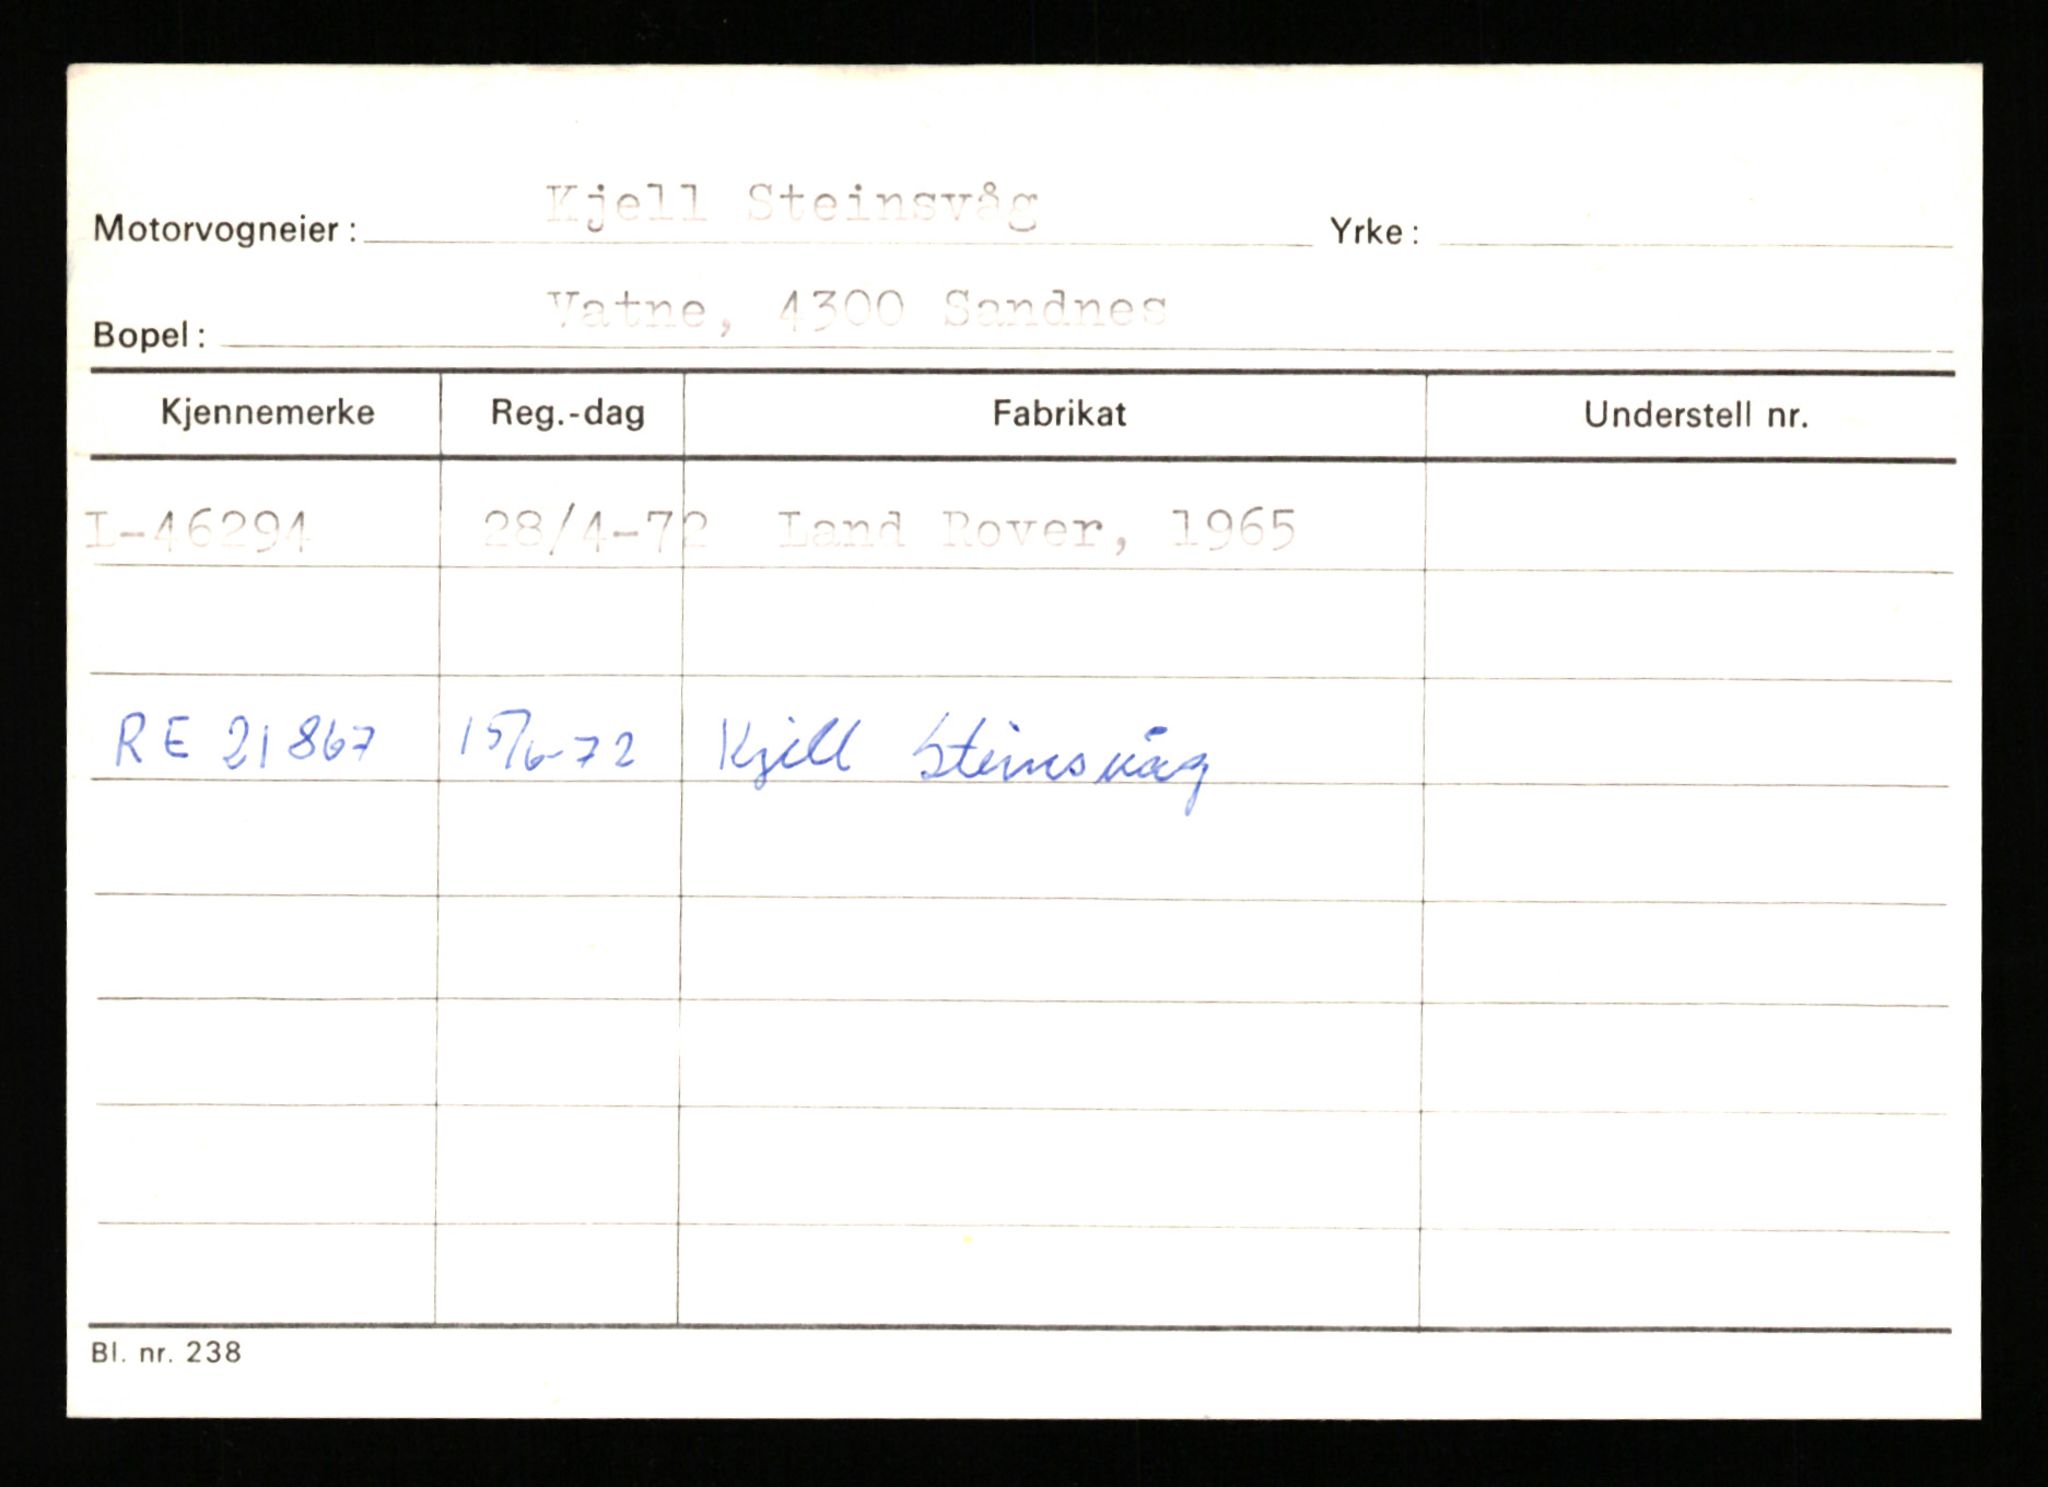 Motorvogneier: Kjell Steinsvåg Yrke:
Bopel: Vatne, 4300 Sandnes
Kjennemerke Reg.-dag Fabrikat Understell nr.
L-46294 28/4-72 Land Rover, 1965
RE 21867 15/6-72 Kjell Steinsvåg
Bl. nr. 238